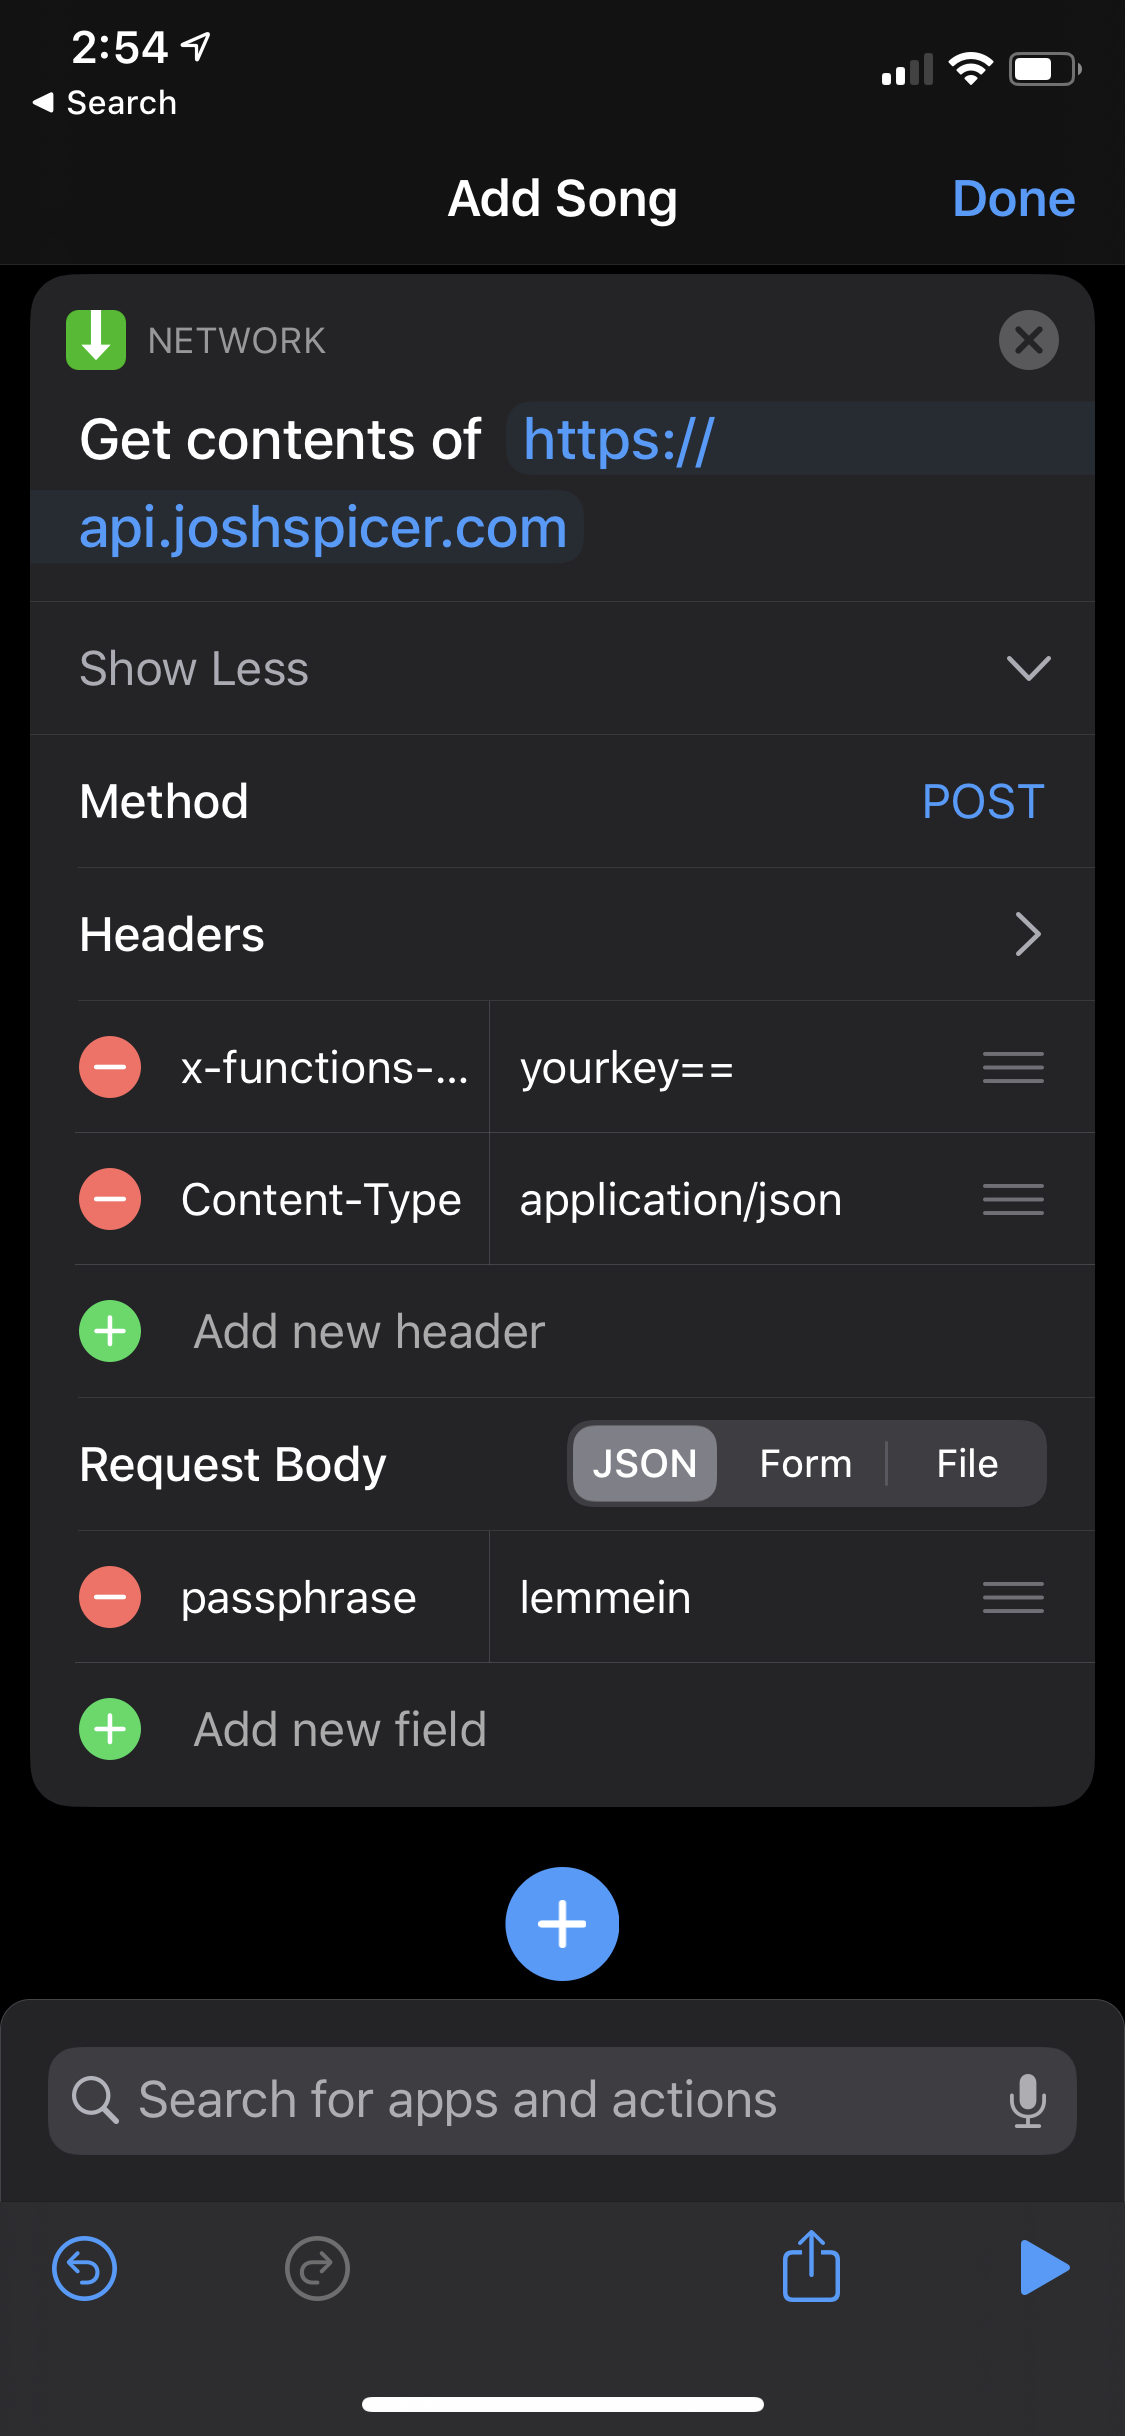 2:54
Search
Add Song
Done
NETWORK
Get contents of https://
api.joshspicer.com
Show Less
Method POST
Headers
x-functions-... yourkey==
Content-Type application/json
Add new header
Request Body JSON Form File
passphrase lemmein
Add new field
Search for apps and actions